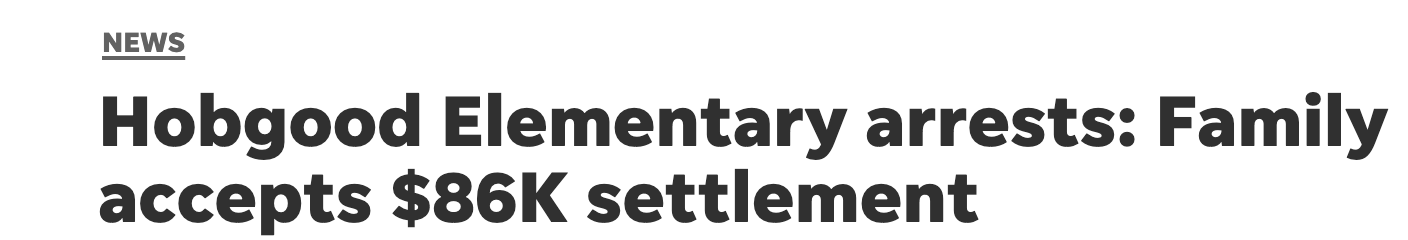 NEWS
Hobgood Elementary arrests: Family
accepts $86K settlement